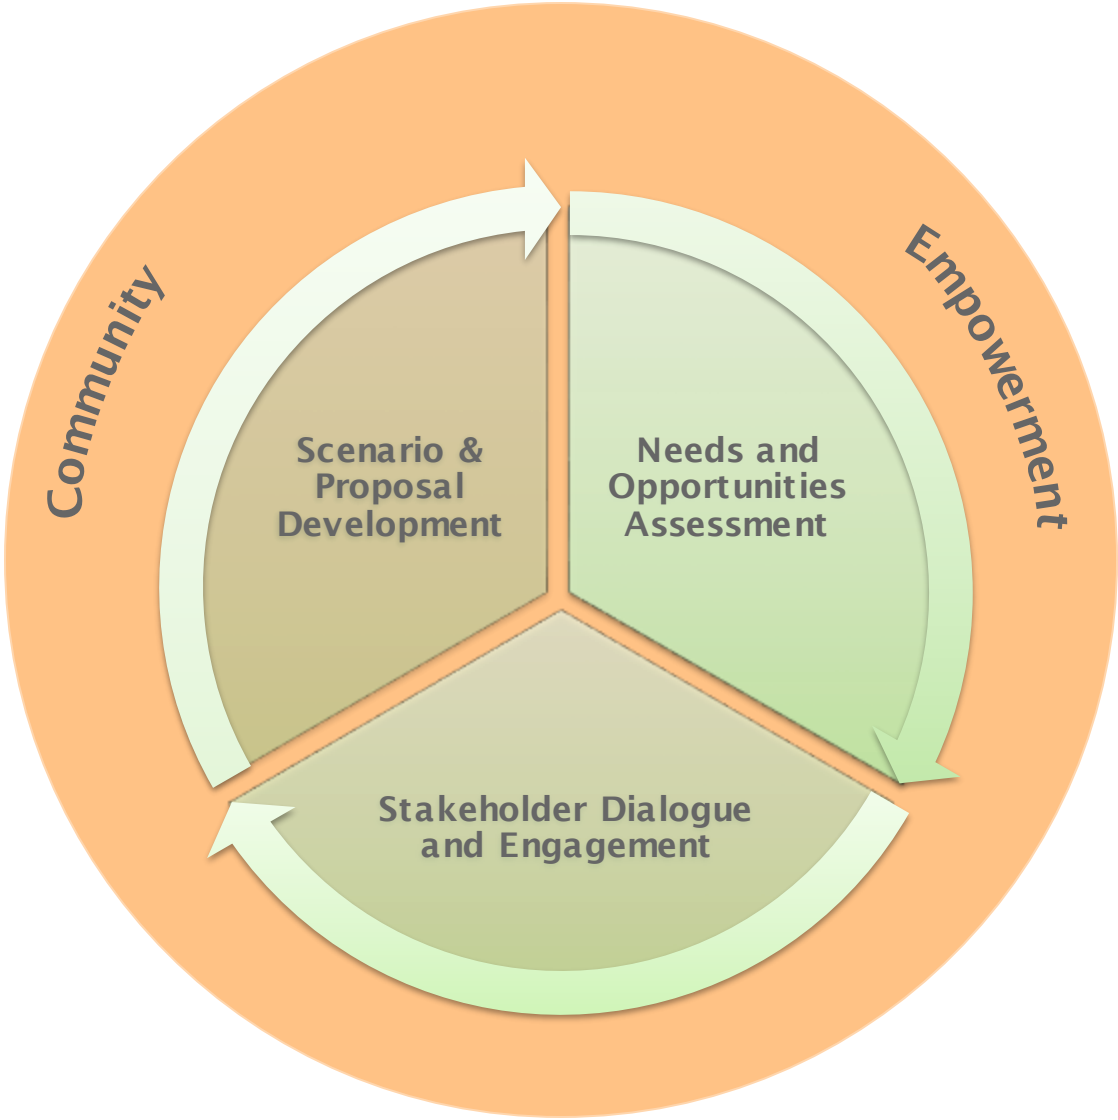 Community
Empowerment
Scenario &
Proposal
Development
Needs and
Opportunities
Assessment
Stakeholder Dialogue
and Engagement